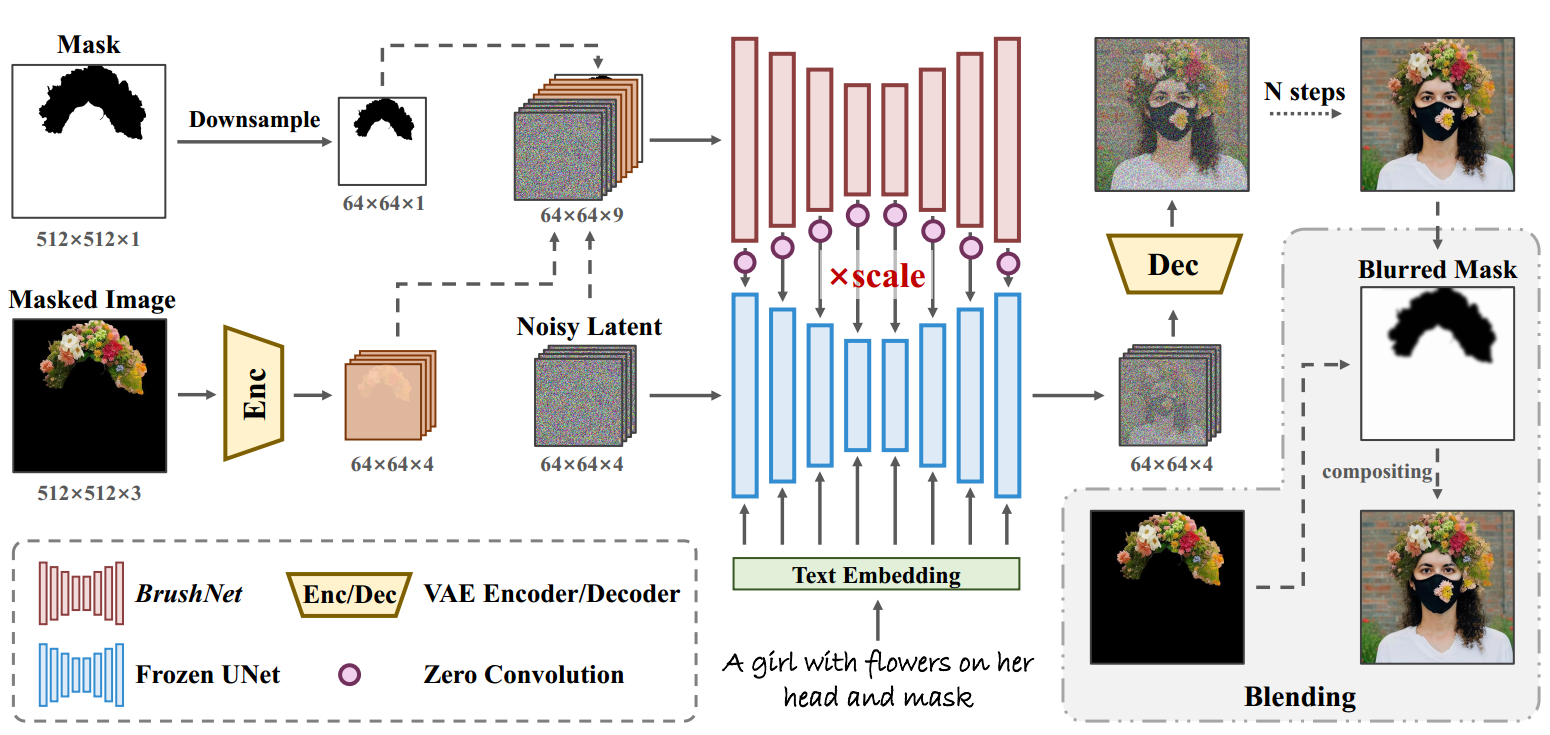 Mask
Downsample
512×512×1
64×64×1
64×64×9
Masked Image
Enc
512×512×3
64×64×4
Noisy Latent
64×64×4
×scale
Text Embedding
A girl with flowers on her
head and mask
Dec
64×64×4
N steps
Blurred Mask
compositing
Blending
BrushNet
Enc/Dec
VAE Encoder/Decoder
Frozen UNet
Zero Convolution